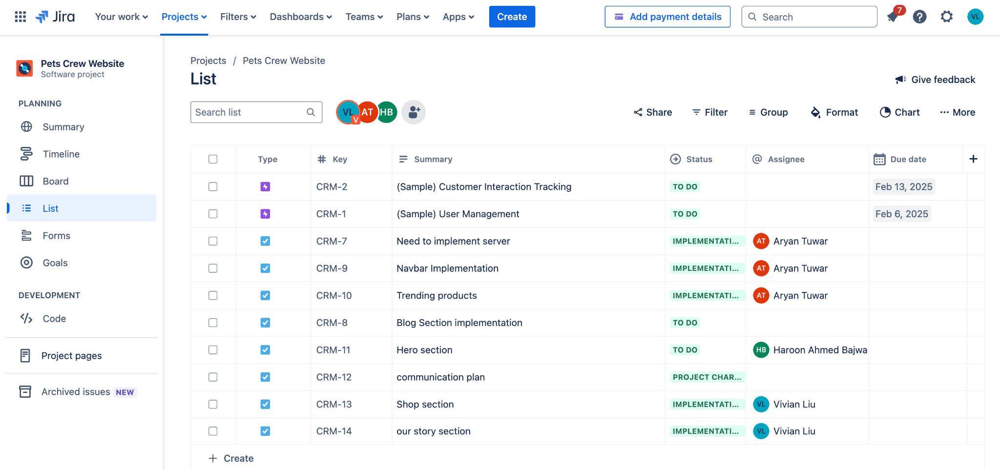 Jira Your work Projects Filters Dashboards Teams Plans Apps Create Add payment details Search 7 VL
Pets Crew Website
Software project
PLANNING
Summary
Timeline
Board
List
Forms
Goals
DEVELOPMENT
Code
Project pages
Archived issues NEW
Projects / Pets Crew Website
List
Give feedback
Search list VL V AT HB Share Filter Group Format Chart More
Type Key Summary Status Assignee Due date
CRM-2 (Sample) Customer Interaction Tracking TO DO Feb 13, 2025
CRM-1 (Sample) User Management TO DO Feb 6, 2025
CRM-7 Need to implement server IMPLEMENTATI... AT Aryan Tuwar
CRM-9 Navbar Implementation IMPLEMENTATI... AT Aryan Tuwar
CRM-10 Trending products IMPLEMENTATI... AT Aryan Tuwar
CRM-8 Blog Section implementation TO DO
CRM-11 Hero section TO DO HB Haroon Ahmed Bajwa
CRM-12 communication plan PROJECT CHAR...
CRM-13 Shop section IMPLEMENTATI... VL Vivian Liu
CRM-14 our story section IMPLEMENTATI... VL Vivian Liu
+ Create